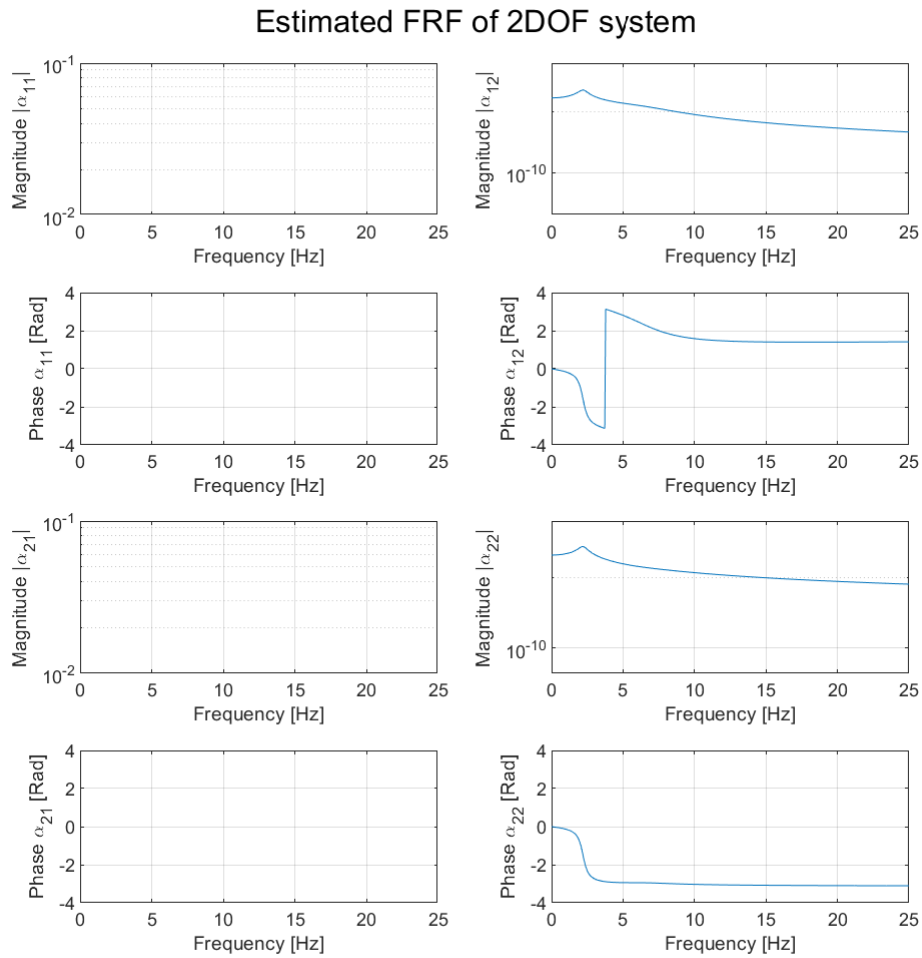 Estimated FRF of 2DOF system
Magnitude |α11|
10^-1
10^-2
0 5 10 15 20 25
Frequency [Hz]
Magnitude |α12|
10^-10
0 5 10 15 20 25
Frequency [Hz]
Phase α11 [Rad]
4
2
0
-2
-4
0 5 10 15 20 25
Frequency [Hz]
Phase α12 [Rad]
4
2
0
-2
-4
0 5 10 15 20 25
Frequency [Hz]
Magnitude |α21|
10^-1
10^-2
0 5 10 15 20 25
Frequency [Hz]
Magnitude |α22|
10^-10
0 5 10 15 20 25
Frequency [Hz]
Phase α21 [Rad]
4
2
0
-2
-4
0 5 10 15 20 25
Frequency [Hz]
Phase α22 [Rad]
4
2
0
-2
-4
0 5 10 15 20 25
Frequency [Hz]